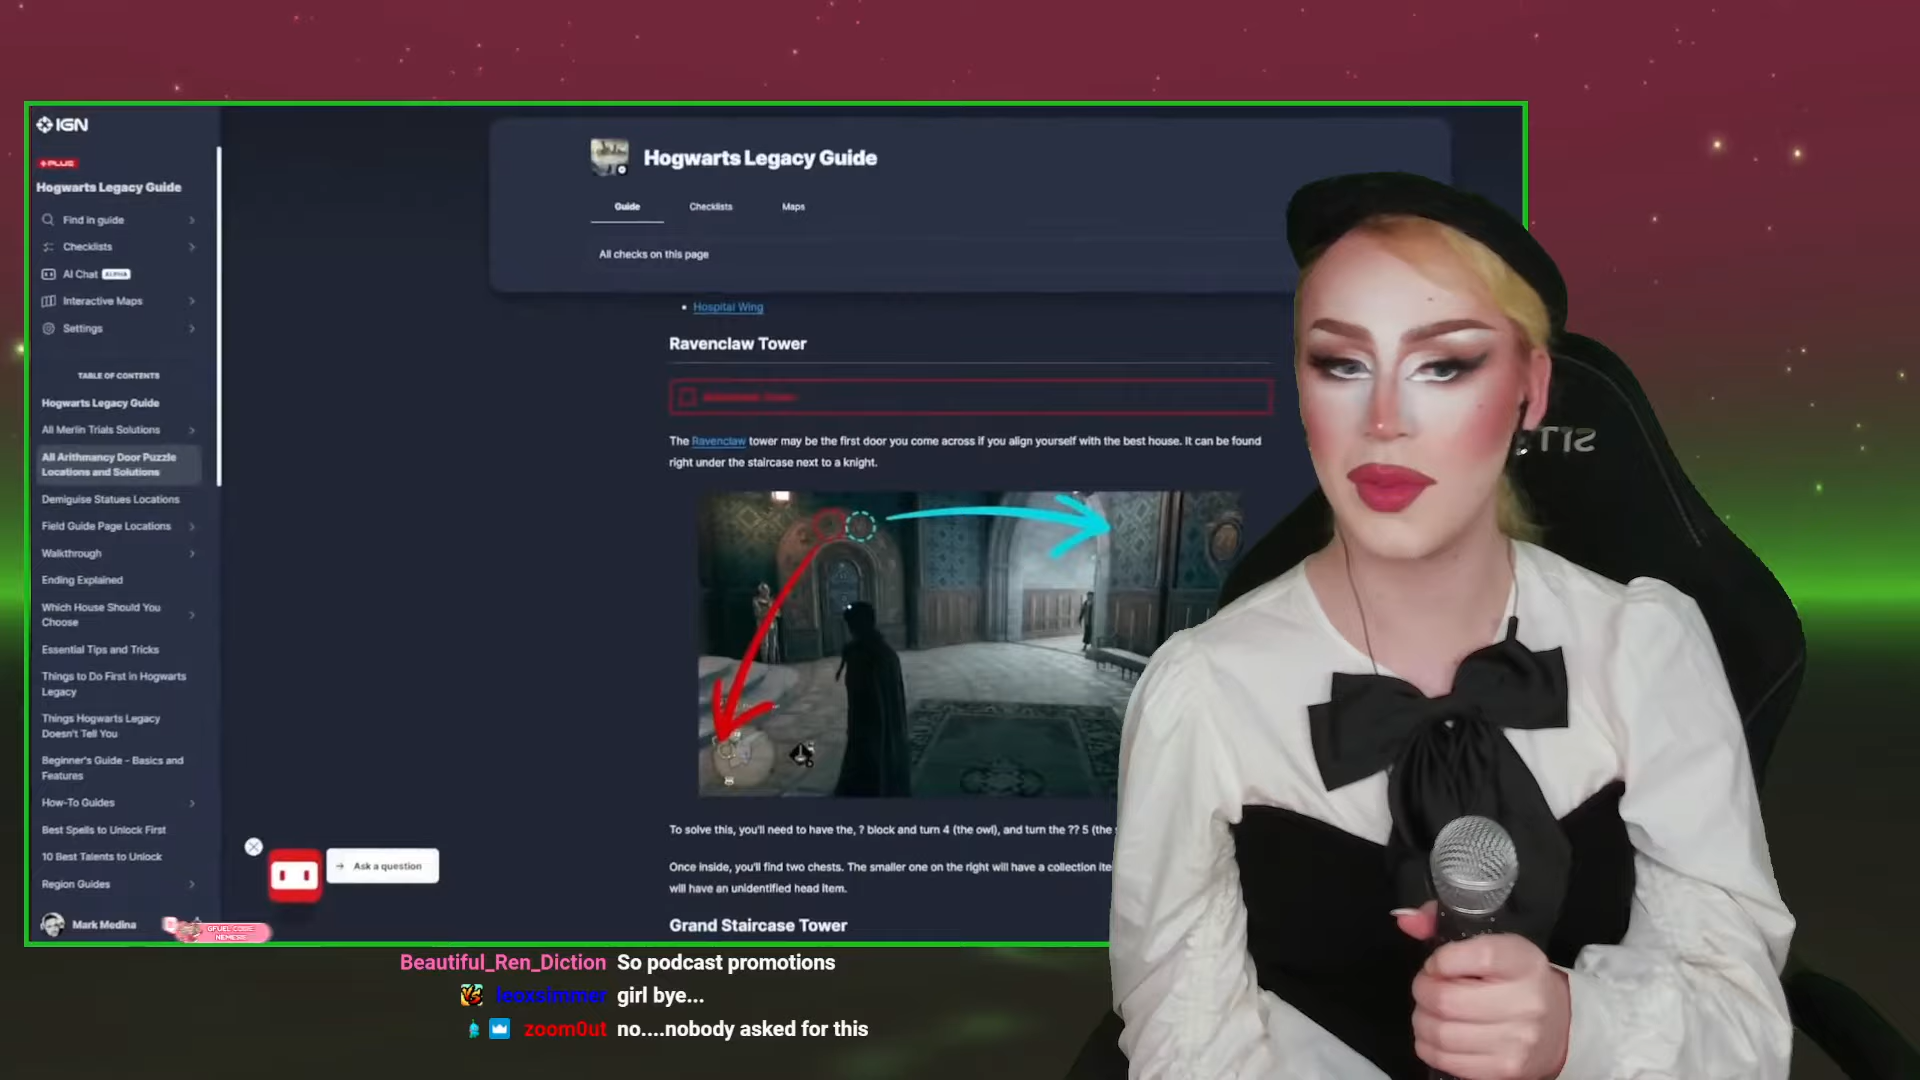 IGN
PLUS
Hogwarts Legacy Guide
Find in guide
Checklists
AI Chat ALPHA
Interactive Maps
Settings
TABLE OF CONTENTS
Hogwarts Legacy Guide
All Merlin Trials Solutions
All Arithmancy Door Puzzle
Locations and Solutions
Demiguise Statues Locations
Field Guide Page Locations
Walkthrough
Ending Explained
Which House Should You
Choose
Essential Tips and Tricks
Things to Do First in Hogwarts
Legacy
Things Hogwarts Legacy
Doesn't Tell You
Beginner's Guide - Basics and
Features
How-To Guides
Best Spells to Unlock First
10 Best Talents to Unlock
Region Guides
Mark Medina
GFUEL CODE
Hogwarts Legacy Guide
Guide Checklists Maps
All checks on this page
Hospital Wing
Ravenclaw Tower
The Ravenclaw tower may be the first door you come across if you align yourself with the best house. It can be found
right under the staircase next to a knight.
To solve this, you'll need to have the, ? block and turn 4 (the owl), and turn the ?? 5 (the
Once inside, you'll find two chests. The smaller one on the right will have a collection
will have an unidentified head item.
Grand Staircase Tower
Ask a question
Beautiful_Ren_Diction So podcast promotions
leoxsimmer girl bye...
zoom0ut no....nobody asked for this